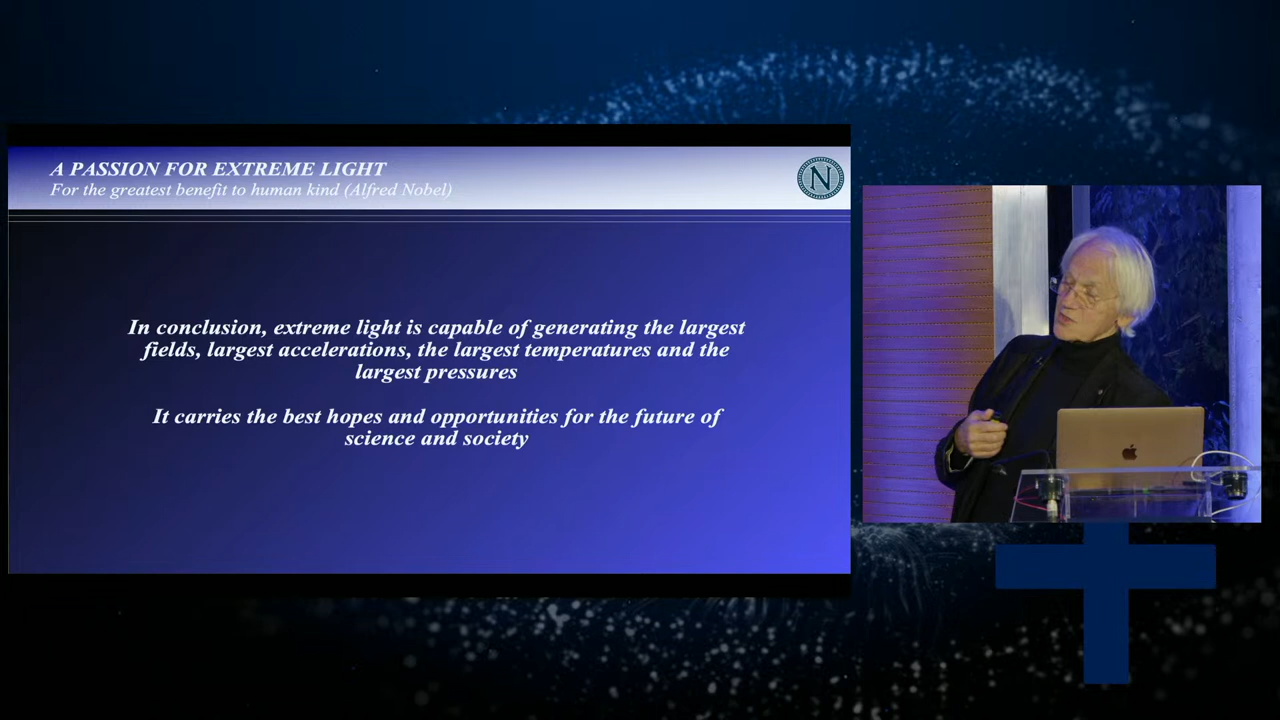 A PASSION FOR EXTREME LIGHT
For the greatest benefit to human kind (Alfred Nobel)
N
In conclusion, extreme light is capable of generating the largest
fields, largest accelerations, the largest temperatures and the
largest pressures
It carries the best hopes and opportunities for the future of
science and society